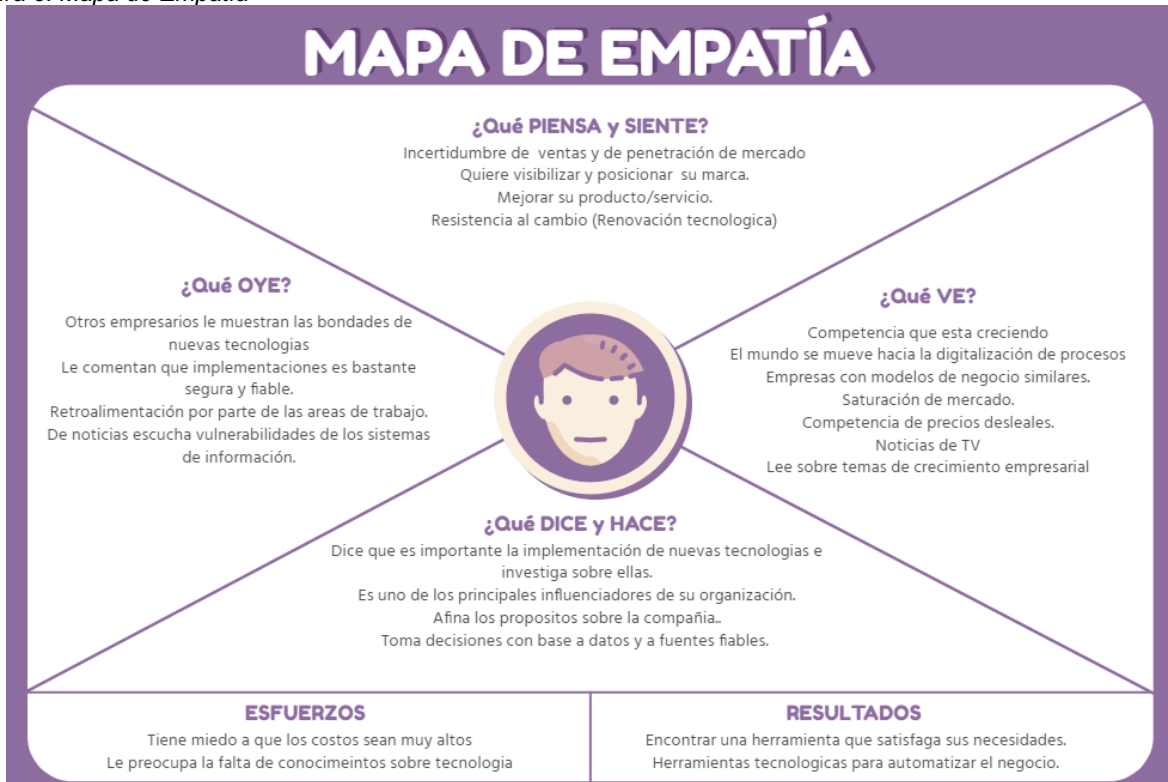 MAPA DE EMPATÍA
¿Qué PIENSA y SIENTE?
Incertidumbre de ventas y de penetración de mercado
Quiere visibilizar y posicionar su marca.
Mejorar su producto/servicio.
Resistencia al cambio (Renovación tecnologica)
¿Qué OYE?
Otros empresarios le muestran las bondades de
nuevas tecnologias
Le comentan que implementaciones es bastante
segura y fiable.
Retroalimentación por parte de las areas de trabajo.
De noticias escucha vulnerabilidades de los sistemas
de información.
¿Qué VE?
Competencia que esta creciendo
El mundo se mueve hacia la digitalización de procesos
Empresas con modelos de negocio similares.
Saturación de mercado.
Competencia de precios desleales.
Noticias de TV
Lee sobre temas de crecimiento empresarial
¿Qué DICE y HACE?
Dice que es importante la implementación de nuevas tecnologias e
investiga sobre ellas.
Es uno de los principales influenciadores de su organización.
Afina los propositos sobre la compañia..
Toma decisiones con base a datos y a fuentes fiables.
ESFUERZOS
Tiene miedo a que los costos sean muy altos
Le preocupa la falta de conocimeintos sobre tecnologia
RESULTADOS
Encontrar una herramienta que satisfaga sus necesidades.
Herramientas tecnologicas para automatizar el negocio.